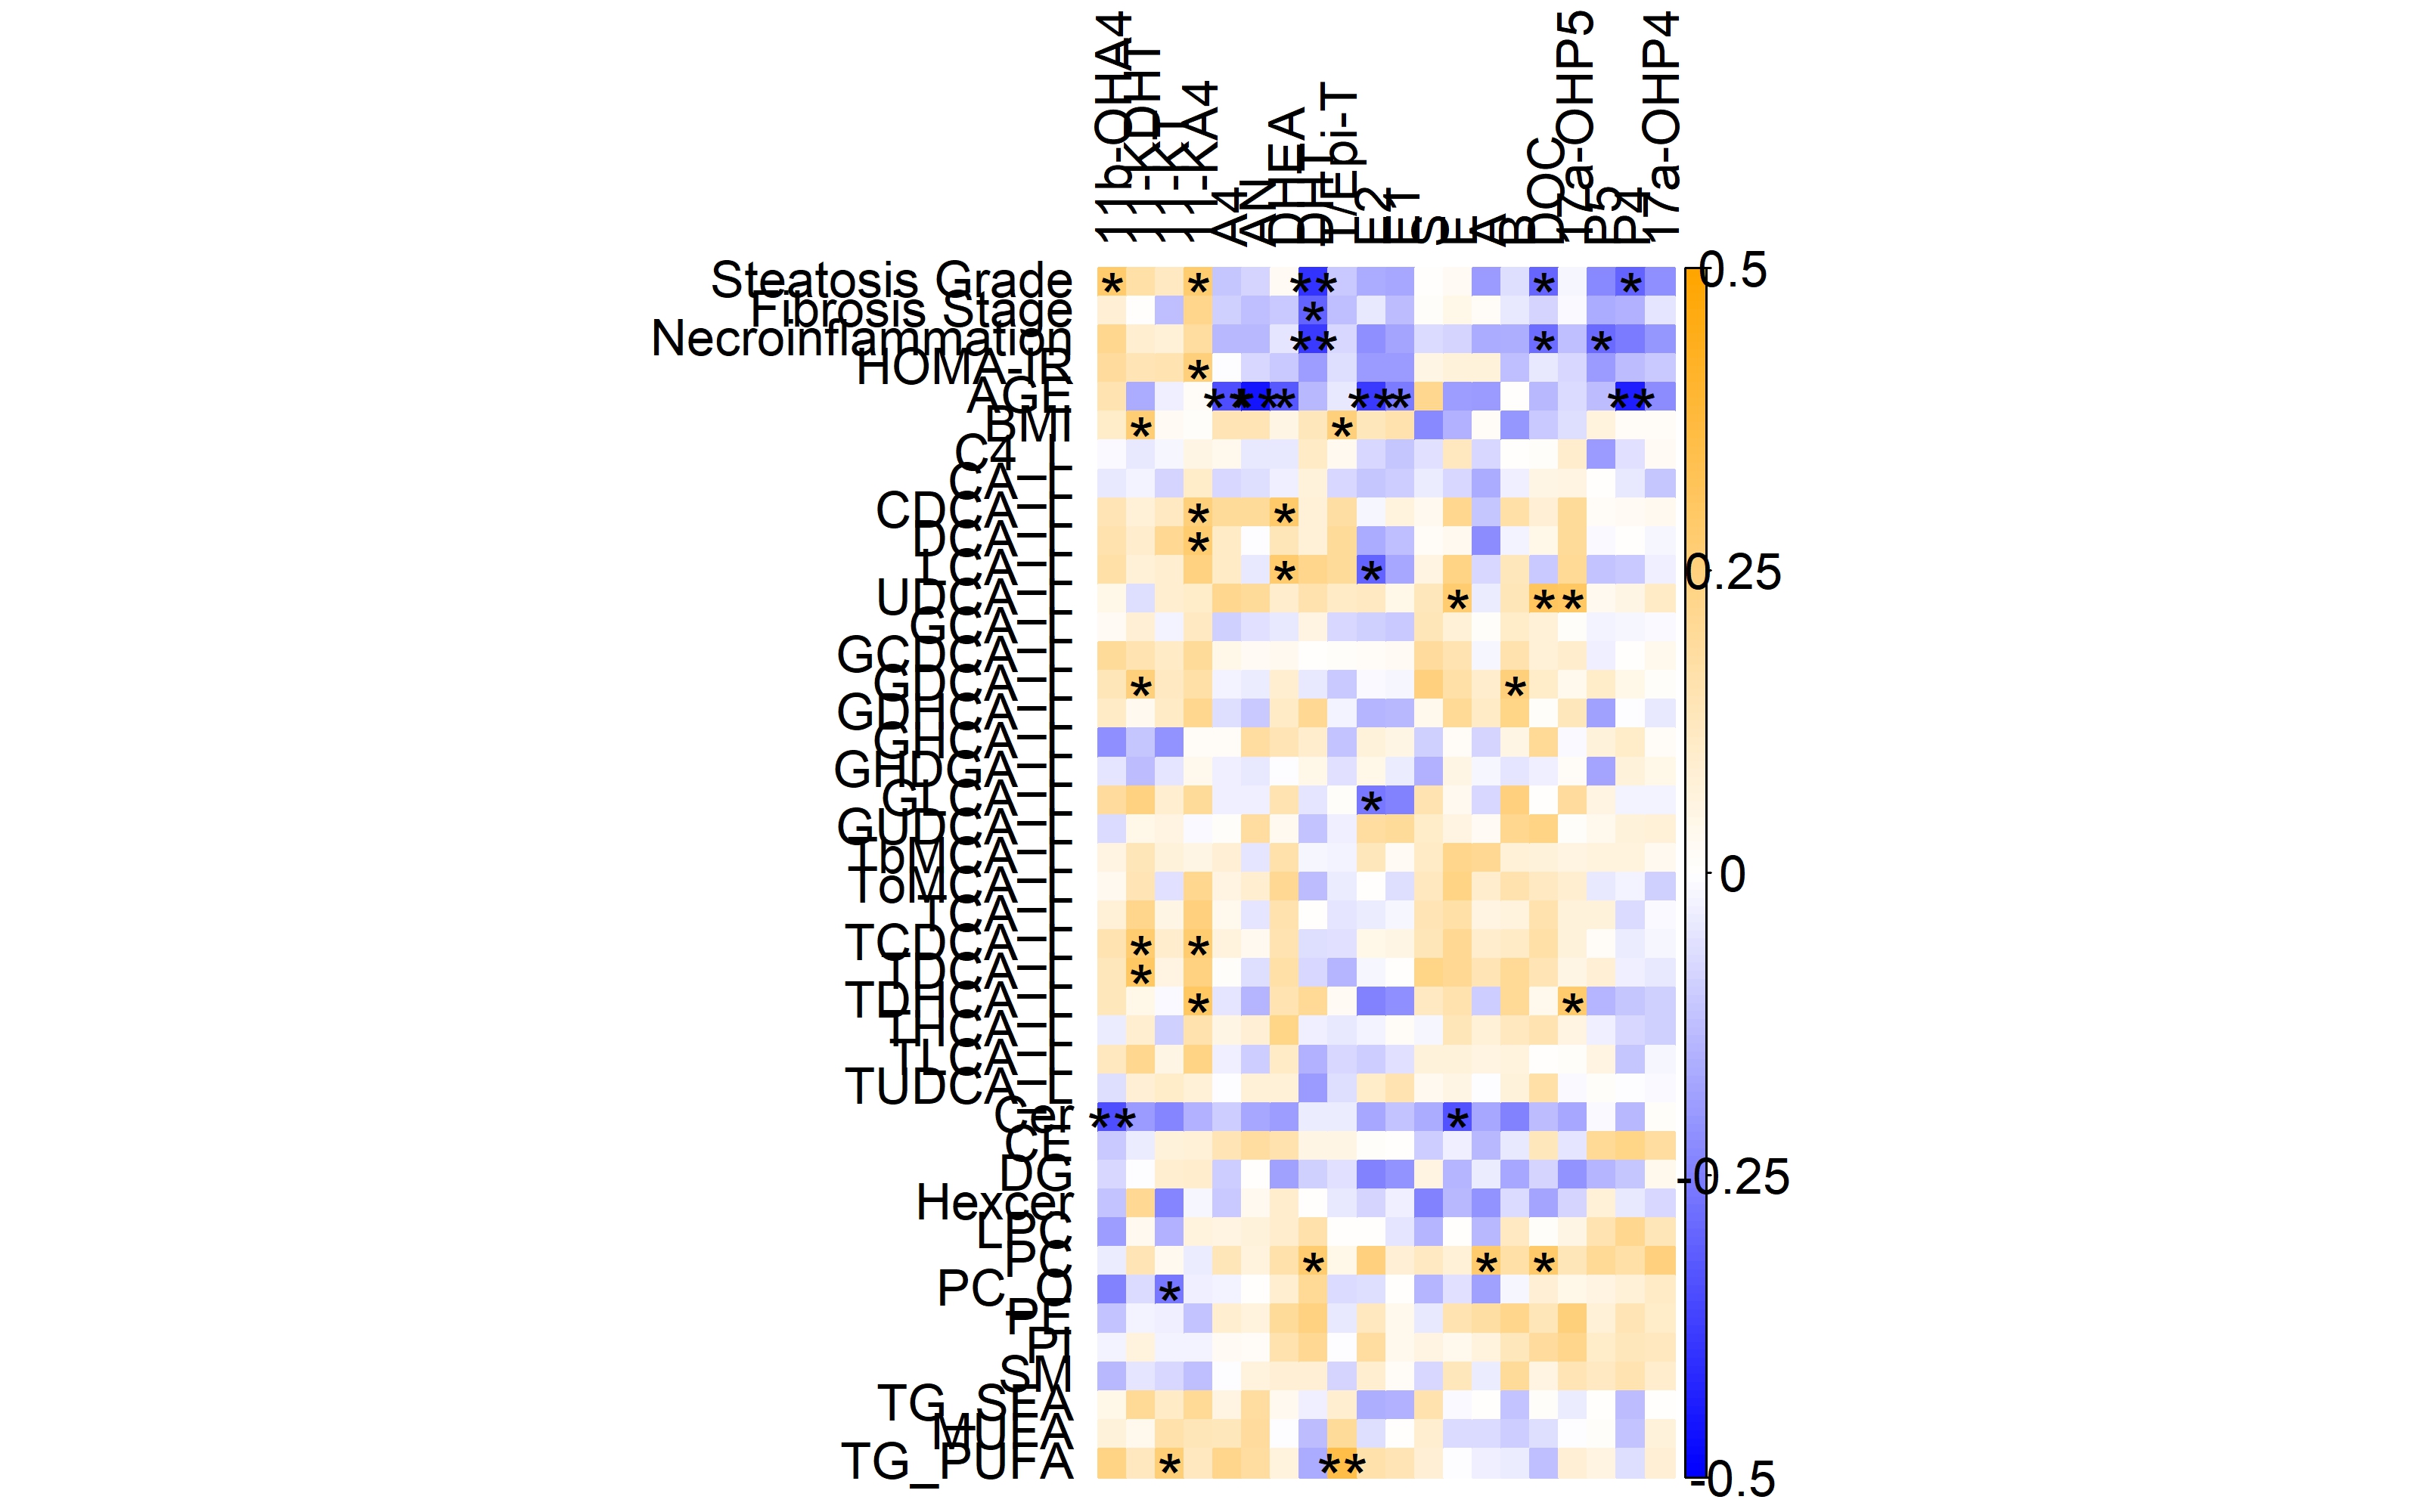 11b-OHA4
11-KDHT
11-KT
11-KA4
A4
AN
DHEA
DHT
T/Epi-T
E2
E1
S
E
A
B
DOC
17a-OHP5
P5
P4
17a-OHP4
Steatosis Grade
Fibrosis Stage
Necroinflammation
HOMA-IR
AGE
BMI
C4_L
CA-L
CDCA-L
DCA-L
LCA-L
UDCA-L
GCA-L
GCDCA-L
GDCA-L
GDHCA-L
GHCA-L
GHDGA-L
GLCA-L
GUDCA-L
TbMCA-L
ToMCA-L
TCA-L
TCDCA-L
TDCA-L
TDHCA-L
THCA-L
TLCA-L
TUDCA-L
Cer
CE
DG
Hexcer
LPC
PC
PC_O
PE
PI
SM
TG_SFA
MUFA
TG_PUFA
0.5
0.25
0
-0.25
-0.5